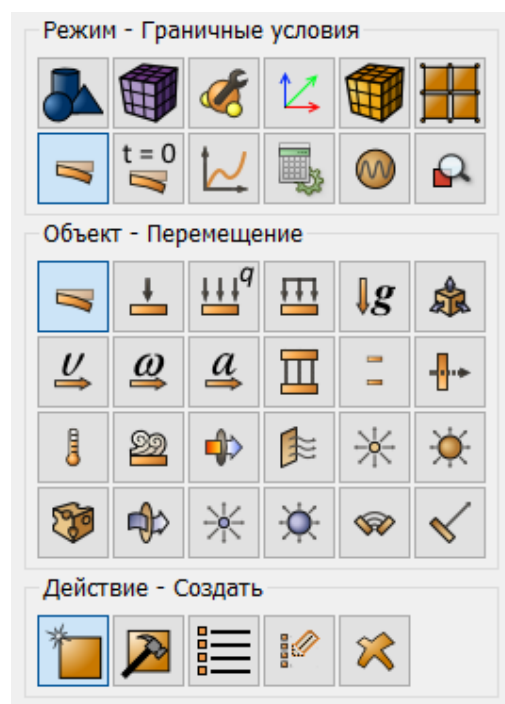 Режим - Граничные условия
t = 0
Объект - Перемещение
q
g
υ
ω
a
Действие - Создать